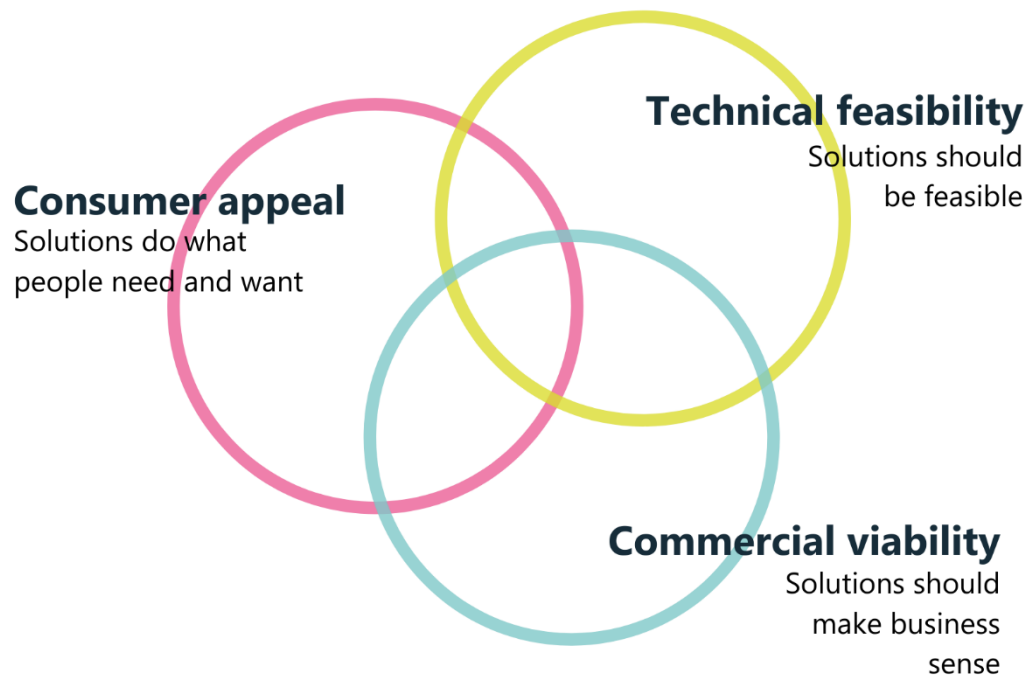 Technical feasibility
Solutions should
be feasible
Consumer appeal
Solutions do what
people need and want
Commercial viability
Solutions should
make business
sense